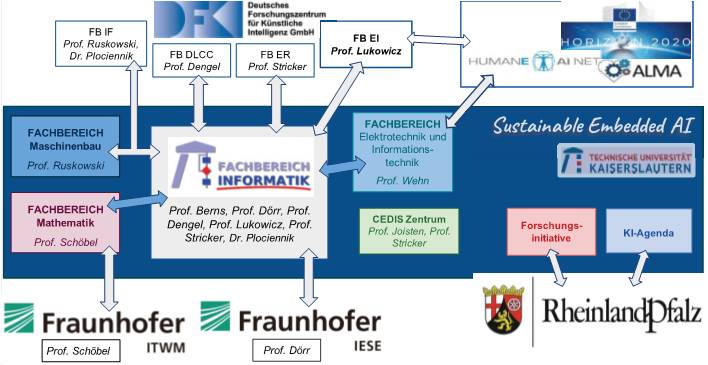 Deutsches
Forschungszentrum
für Künstliche
Intelligenz GmbH
FB IF
Prof. Ruskowski,
Dr. Plociennik
FB DLCC
Prof. Dengel
FB ER
Prof. Stricker
FB EI
Prof. Lukowicz
HORIZON 2020
HUMANE AI NET
ALMA
FACHBEREICH
Maschinenbau
Prof. Ruskowski
FACHBEREICH
INFORMATIK
Prof. Berns, Prof. Dörr, Prof.
Dengel, Prof. Lukowicz, Prof.
Stricker, Dr. Plociennik
FACHBEREICH
Elektrotechnik und
Informations-
technik
Prof. Wehn
Sustainable Embedded AI
TECHNISCHE UNIVERSITÄT
KAISERSLAUTERN
FACHBEREICH
Mathematik
Prof. Schöbel
CEDIS Zentrum
Prof. Joisten, Prof.
Stricker
Forschungs-
initiative
KI-Agenda
Fraunhofer
ITWM
Prof. Schöbel
Fraunhofer
IESE
Prof. Dörr
RheinlandPfalz